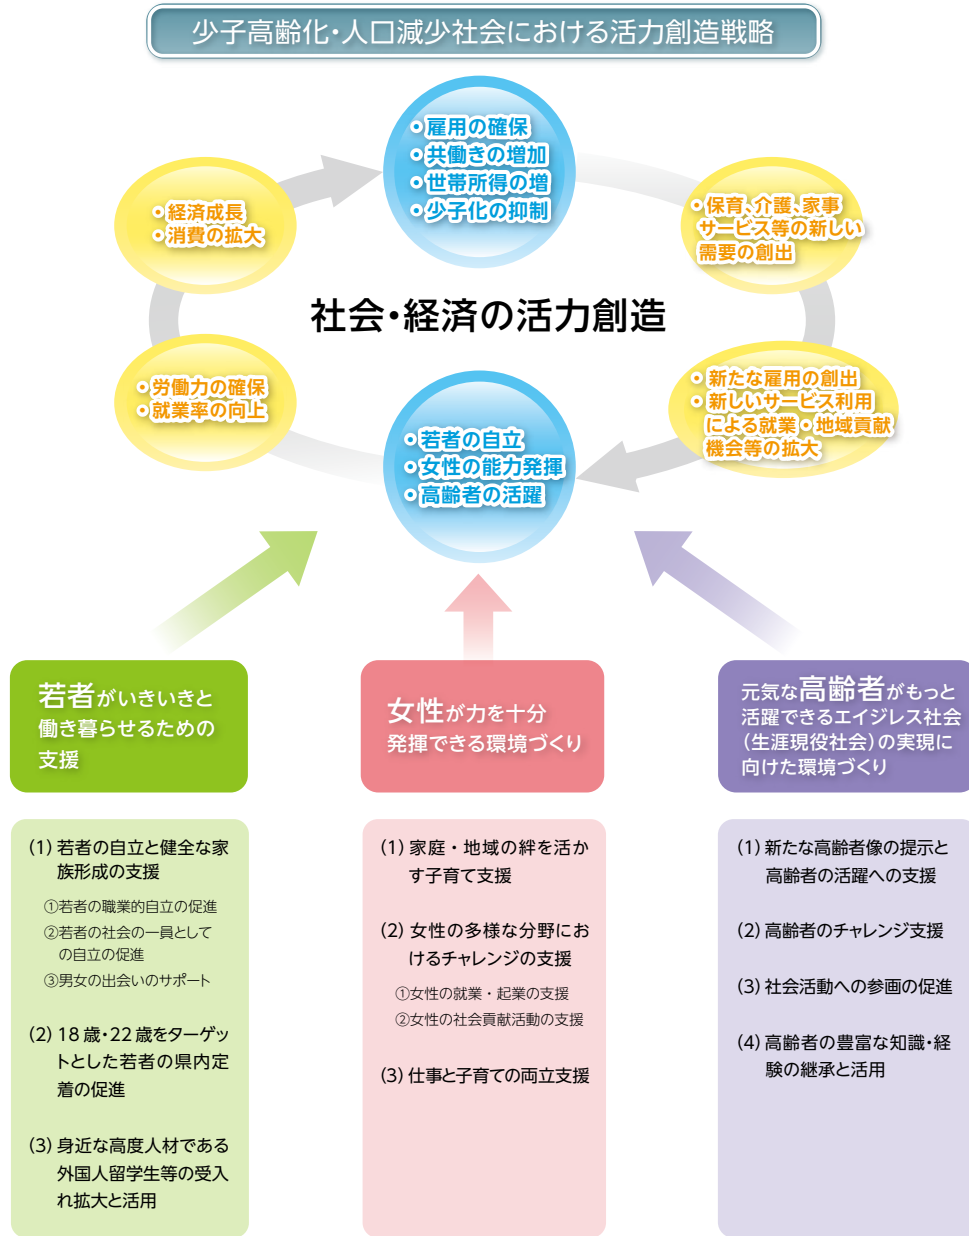 少子高齢化・人口減少社会における活力創造戦略
・雇用の確保
・共働きの増加
・世帯所得の増
・少子化の抑制
・経済成長
・消費の拡大
・保育、介護、家事
サービス等の新しい
需要の創出
社会・経済の活力創造
・労働力の確保
・就業率の向上
・新たな雇用の創出
・新しいサービス利用
による就業・地域貢献
機会等の拡大
・若者の自立
・女性の能力発揮
・高齢者の活躍
若者がいきいきと
働き暮らせるための
支援
女性が力を十分
発揮できる環境づくり
元気な高齢者がもっと
活躍できるエイジレス社会
(生涯現役社会)の実現に
向けた環境づくり
(1) 若者の自立と健全な家
族形成の支援
①若者の職業的自立の促進
②若者の社会の一員として
の自立の促進
③男女の出会いのサポート
(2) 18歳・22歳をターゲッ
トとした若者の県内定
着の促進
(3) 身近な高度人材である
外国人留学生等の受入
れ拡大と活用
(1) 家庭・地域の絆を活か
す子育て支援
(2) 女性の多様な分野にお
けるチャレンジの支援
①女性の就業・起業の支援
②女性の社会貢献活動の支援
(3) 仕事と子育ての両立支援
(1) 新たな高齢者像の提示と
高齢者の活躍への支援
(2) 高齢者のチャレンジ支援
(3) 社会活動への参画の促進
(4) 高齢者の豊富な知識・経
験の継承と活用